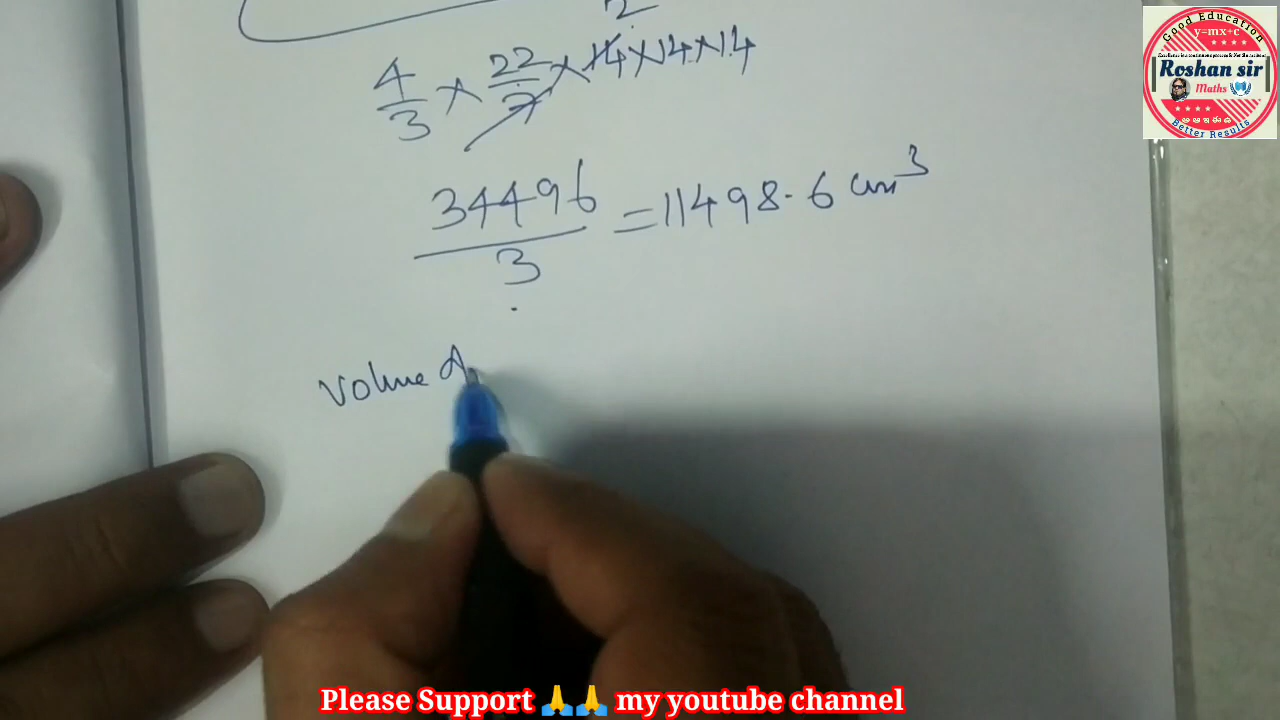 2
4/3 × 22/7 × 14 × 14 × 14
34496/3 = 11498.6 cm³
Volume
Good Education
y=mx+c
Roshan sir
Maths
Better Results
Please Support 🙏🙏 my youtube channel